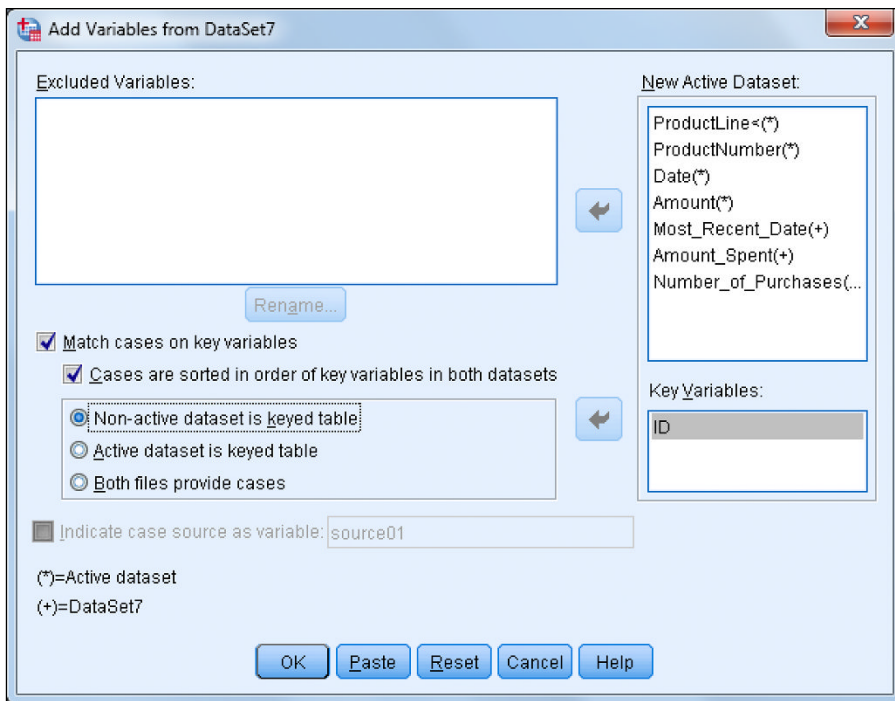 Add Variables from DataSet7
Excluded Variables:
Rename...
New Active Dataset:
ProductLine<(*)
ProductNumber(*)
Date(*)
Amount(*)
Most_Recent_Date(+)
Amount_Spent(+)
Number_of_Purchases(...
Match cases on key variables
Cases are sorted in order of key variables in both datasets
Non-active dataset is keyed table
Active dataset is keyed table
Both files provide cases
Key Variables:
ID
Indicate case source as variable: source01
(*)=Active dataset
(+)=DataSet7
OK Paste Reset Cancel Help